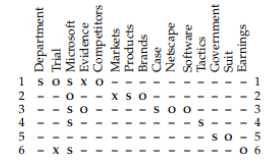 Department
Trial
Microsoft
Evidence
Competitors
Markets
Products
Brands
Case
Netscape
Software
Tactics
Government
Suit
Earnings
1 s o s x o – – – – – – – – – – 1
2 – – o – – x s o – – – – – – – 2
3 – – s o – – – – s o o – – – – 3
4 – – s – – – – – – – – s – – – 4
5 – – – – – – – – – – – – s o – 5
6 – x s – – – – – – – – – – – o 6